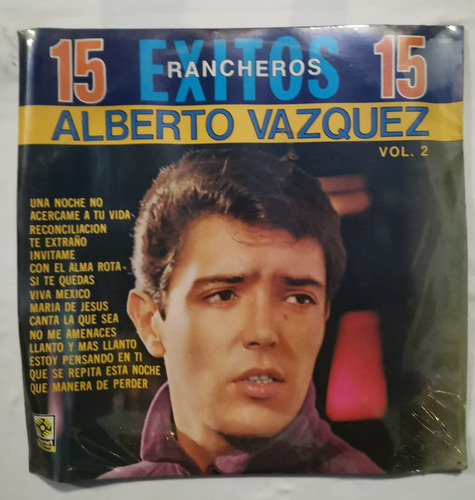 15 EXITOS 15
RANCHEROS
ALBERTO VAZQUEZ
VOL. 2
UNA NOCHE NO
ACERCAME A TU VIDA
RECONCILIACION
TE EXTRAÑO
INVITAME
CON EL ALMA ROTA
SI TE QUEDAS
VIVA MEXICO
MARIA DE JESUS
CANTA LA QUE SEA
NO ME AMENACES
LLANTO Y MAS LLANTO
ESTOY PENSANDO EN TI
QUE SE REPITA ESTA NOCHE
QUE MANERA DE PERDER